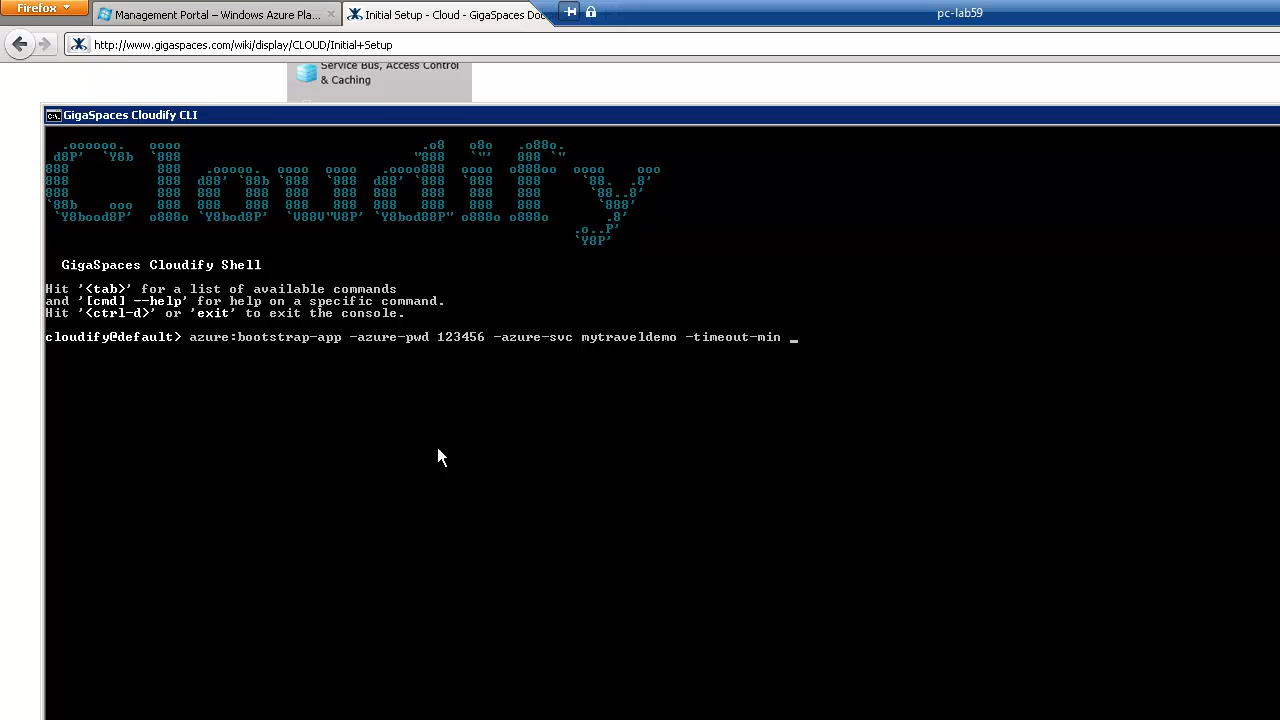 Firefox
Management Portal – Windows Azure Pla...
Initial Setup - Cloud - GigaSpaces Docu
pc-lab59
http://www.gigaspaces.com/wiki/display/CLOUD/Initial+Setup
Service Bus, Access Control
& Caching
GigaSpaces Cloudify CLI
Cloudify
GigaSpaces Cloudify Shell
Hit '<tab>' for a list of available commands
and '[cmd] --help' for help on a specific command.
Hit '<ctrl-d>' or 'exit' to exit the console.
cloudify@default> azure:bootstrap-app -azure-pwd 123456 -azure-svc mytraveldemo -timeout-min _